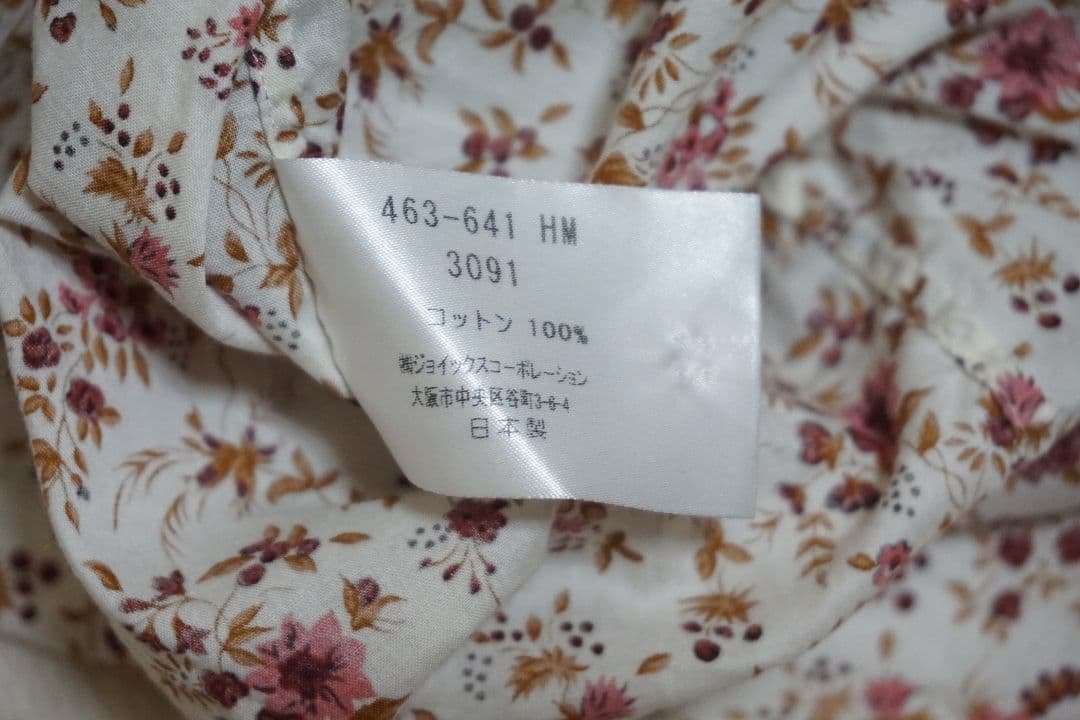 463-641 HM
3091
コットン 100%
㈱ジョイックスコーポレーション
大阪市中央区谷町3-6-4
日本製